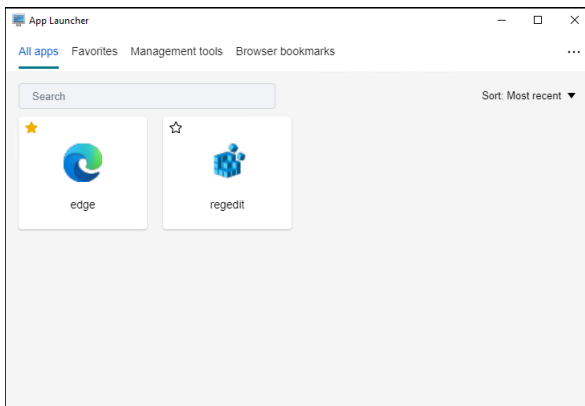 App Launcher
All apps Favorites Management tools Browser bookmarks
Search
Sort: Most recent
edge
regedit